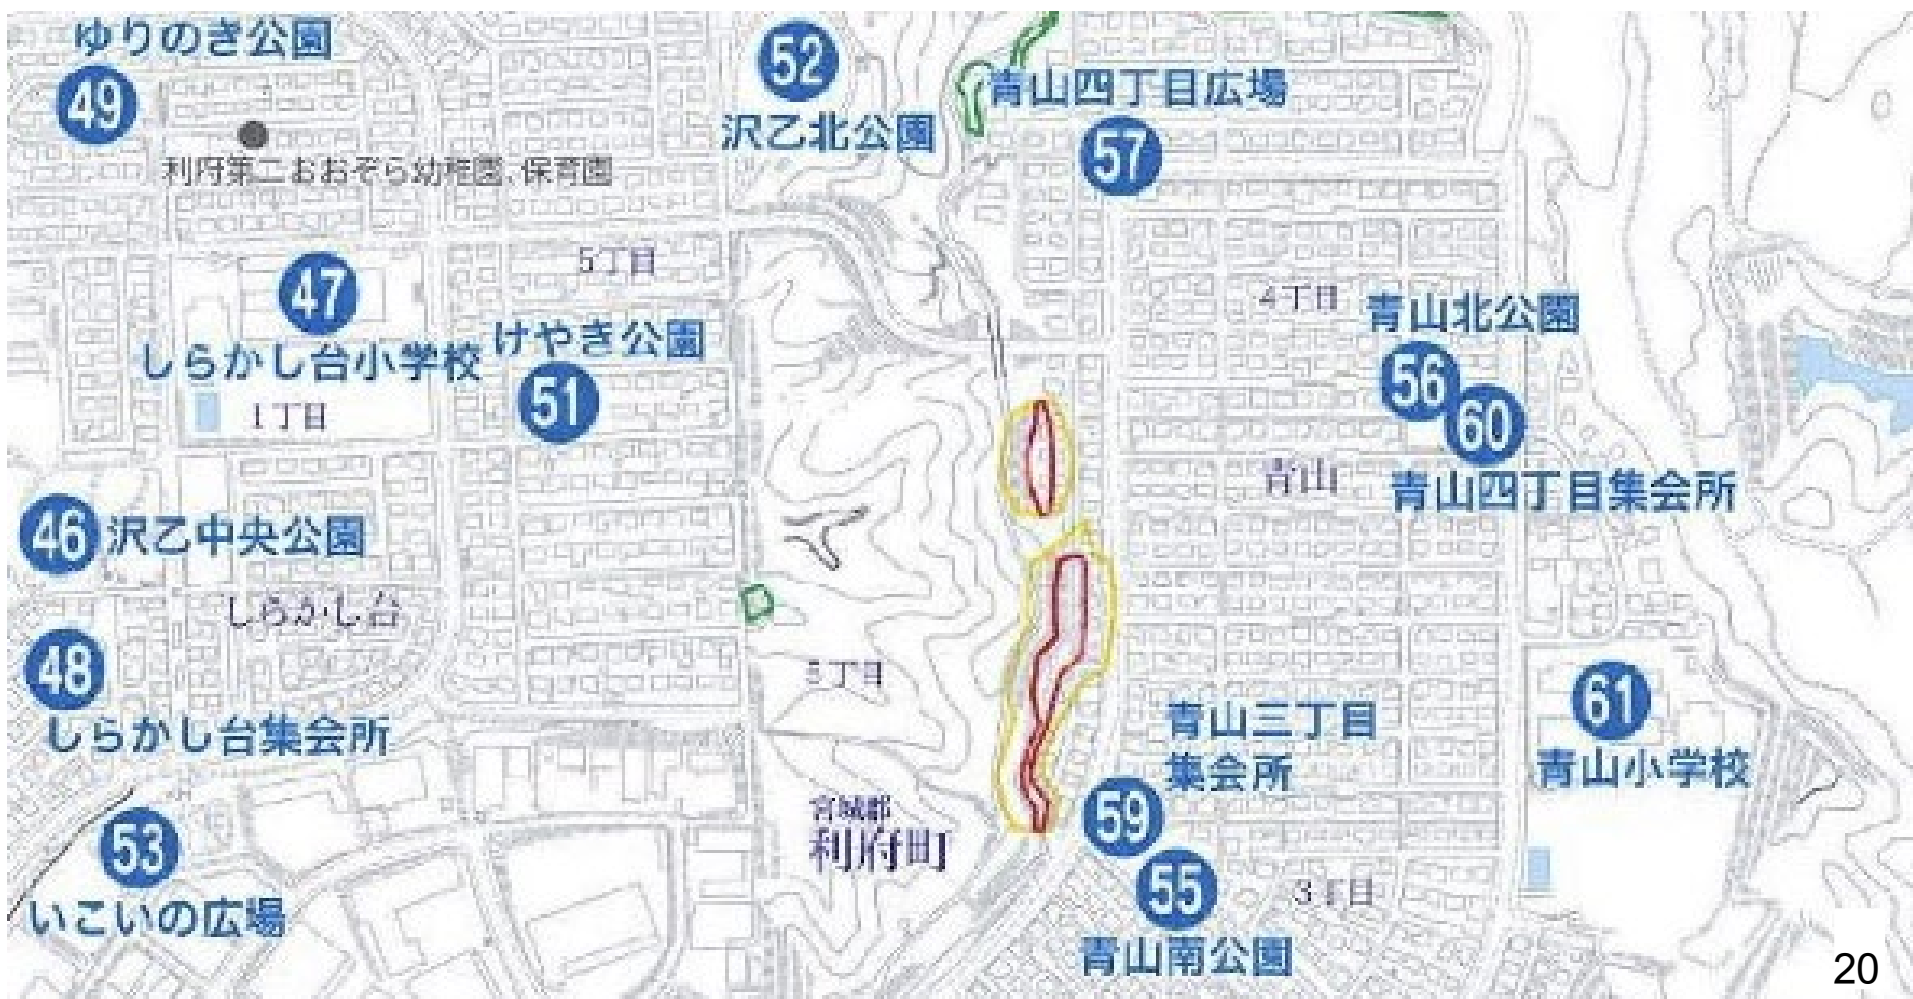 ゆりのき公園
49
利府第二おおぞら幼稚園、保育園
52
沢乙北公園
青山四丁目広場
57
5丁目
47
しらかし台小学校
1丁目
けやき公園
51
4丁目
青山北公園
56
60
青山四丁目集会所
青山
46
沢乙中央公園
しらかし台
48
しらかし台集会所
丁目
宮城郡
利府町
青山三丁目
集会所
59
61
青山小学校
53
いこいの広場
55
青山南公園
3丁目
20